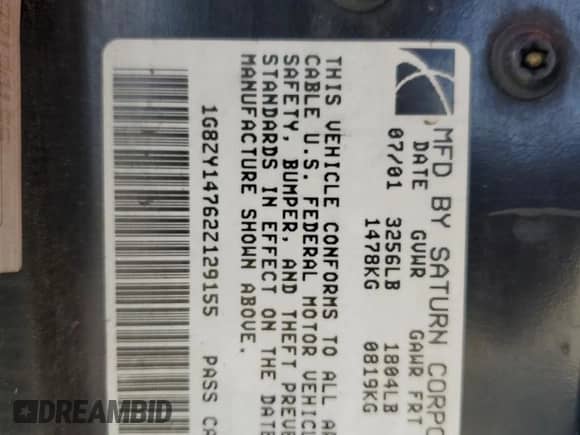 MFD BY SATURN CORPO
DATE GVWR GAWR FRT
07/01 3256LB 1804LB
1478KG 0819KG
THIS VEHICLE CONFORMS TO ALL AP
CABLE U.S. FEDERAL MOTOR VEHICL
SAFETY, BUMPER, AND THEFT PREVE
STANDARDS IN EFFECT ON THE DATE
MANUFACTURE SHOWN ABOVE.
1G8ZY14762Z129155 PASS CA
DREAMBID